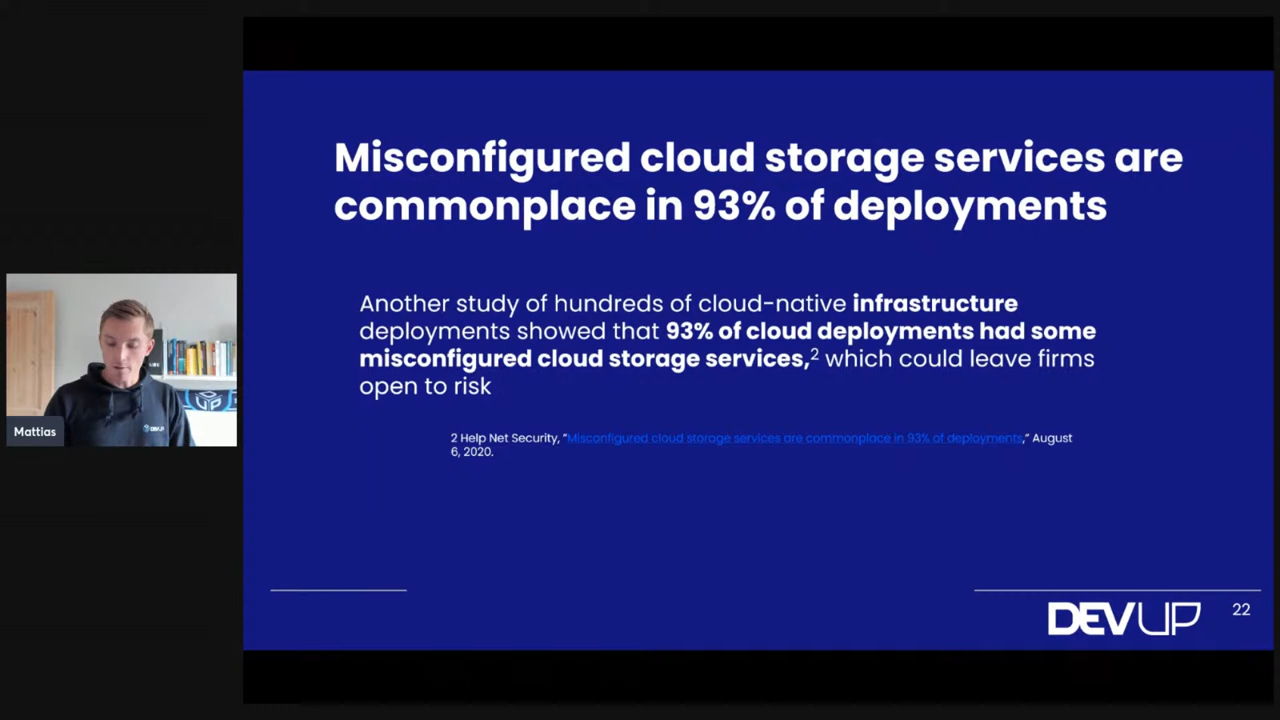 Misconfigured cloud storage services are
commonplace in 93% of deployments
Another study of hundreds of cloud-native infrastructure
deployments showed that 93% of cloud deployments had some
misconfigured cloud storage services,2 which could leave firms
open to risk
2 Help Net Security, “Misconfigured cloud storage services are commonplace in 93% of deployments,” August
6, 2020.
Mattias
DEVUP
22